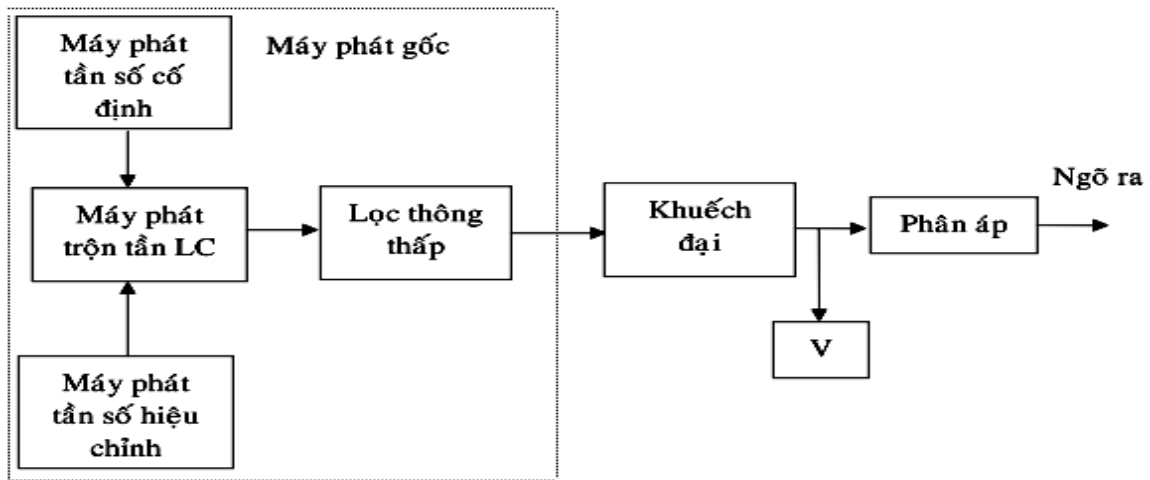 Máy phát
tần số cố
định
Máy phát gốc
Máy phát
trộn tần LC
Lọc thông
thấp
Khuếch
đại
Ngõ ra
Phân áp
V
Máy phát
tần số hiệu
chỉnh